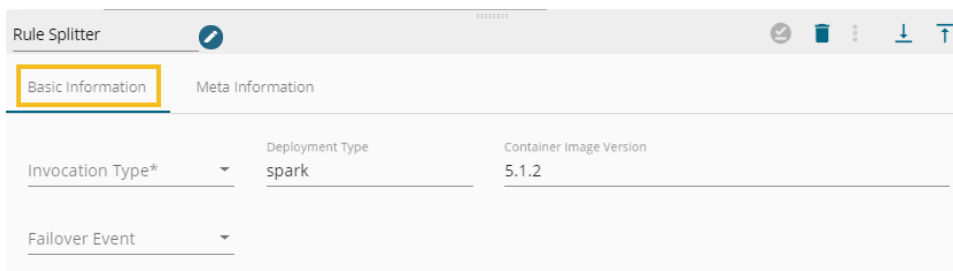 Rule Splitter
Basic Information Meta Information
Deployment Type Container Image Version
Invocation Type* spark 5.1.2
Failover Event